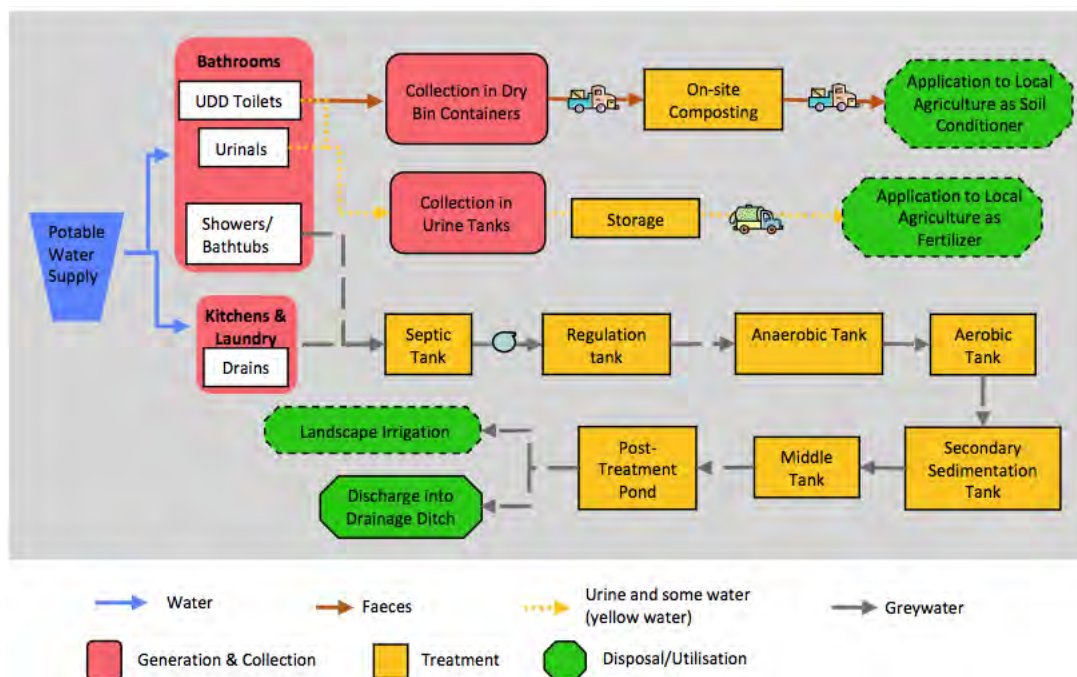 Bathrooms
UDD Toilets
Urinals
Showers/
Bathtubs
Collection in Dry
Bin Containers
On-site
Composting
Application to Local
Agriculture as Soil
Conditioner
Collection in
Urine Tanks
Storage
Application to Local
Agriculture as
Fertilizer
Potable
Water
Supply
Kitchens &
Laundry
Drains
Septic
Tank
Regulation
tank
Anaerobic Tank
Aerobic
Tank
Landscape Irrigation
Discharge into
Drainage Ditch
Post-
Treatment
Pond
Middle
Tank
Secondary
Sedimentation
Tank
Water
Faeces
Urine and some water
(yellow water)
Greywater
Generation & Collection
Treatment
Disposal/Utilisation